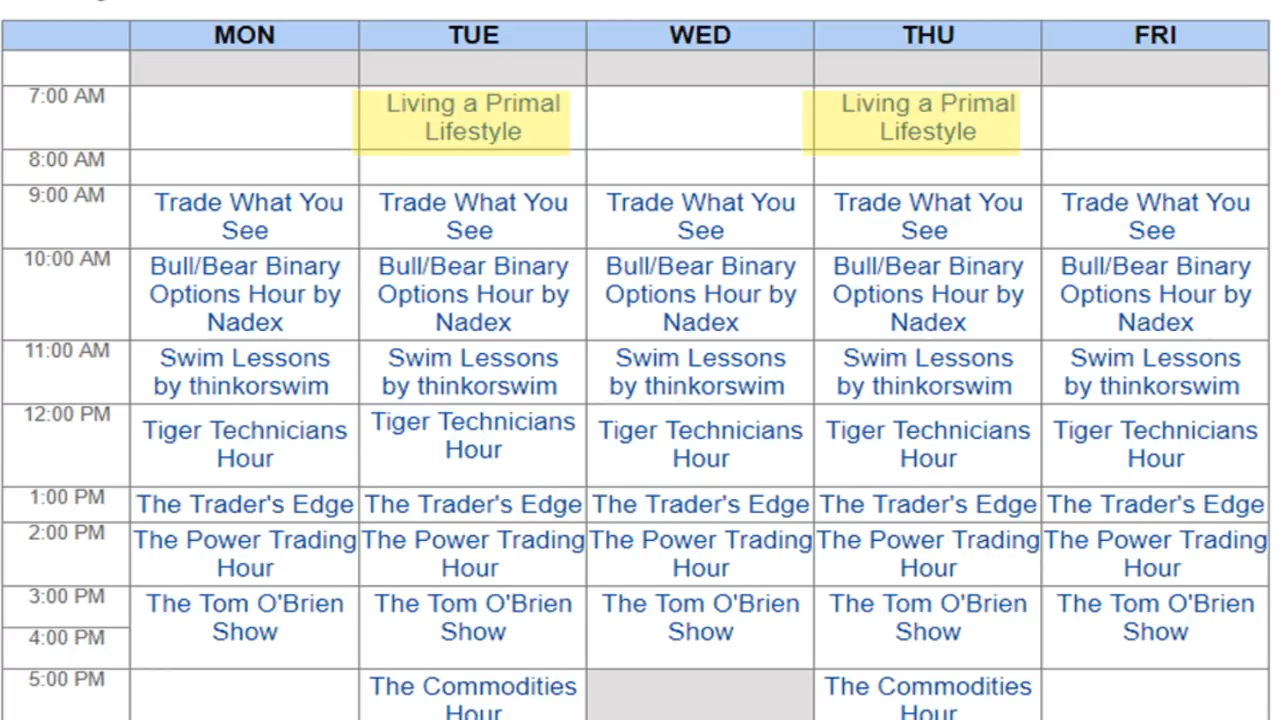 MON TUE WED THU FRI
7:00 AM
Living a Primal
Lifestyle
Living a Primal
Lifestyle
8:00 AM
9:00 AM
Trade What You
See
Trade What You
See
Trade What You
See
Trade What You
See
Trade What You
See
10:00 AM
Bull/Bear Binary
Options Hour by
Nadex
Bull/Bear Binary
Options Hour by
Nadex
Bull/Bear Binary
Options Hour by
Nadex
Bull/Bear Binary
Options Hour by
Nadex
Bull/Bear Binary
Options Hour by
Nadex
11:00 AM
Swim Lessons
by thinkorswim
Swim Lessons
by thinkorswim
Swim Lessons
by thinkorswim
Swim Lessons
by thinkorswim
Swim Lessons
by thinkorswim
12:00 PM
Tiger Technicians
Hour
Tiger Technicians
Hour
Tiger Technicians
Hour
Tiger Technicians
Hour
Tiger Technicians
Hour
1:00 PM
The Trader's Edge
The Trader's Edge
The Trader's Edge
The Trader's Edge
The Trader's Edge
2:00 PM
The Power Trading
Hour
The Power Trading
Hour
The Power Trading
Hour
The Power Trading
Hour
The Power Trading
Hour
3:00 PM
The Tom O'Brien
Show
The Tom O'Brien
Show
The Tom O'Brien
Show
The Tom O'Brien
Show
The Tom O'Brien
Show
4:00 PM
5:00 PM
The Commodities
Hour
The Commodities
Hour